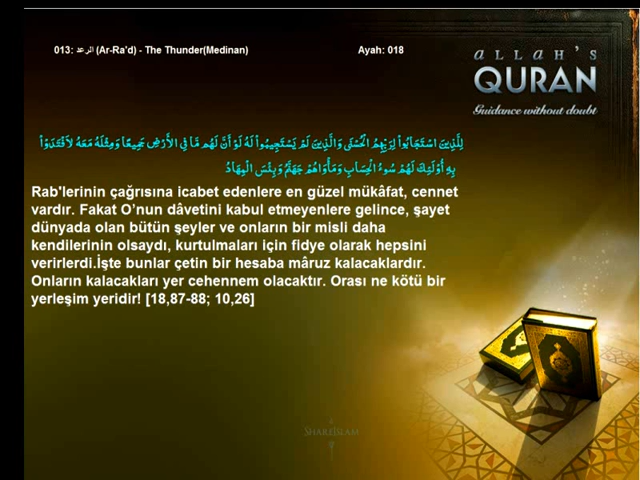 013: الرعد (Ar-Ra'd) - The Thunder(Medinan) Ayah: 018
ALLAH'S
QURAN
Guidance without doubt
لِلَّذِينَ اسْتَجَابُواْ لِرَبِّهِمُ الْحُسْنَى وَالَّذِينَ لَمْ يَسْتَجِيبُواْ لَهُ لَوْ أَنَّ لَهُم مَّا فِي الأَرْضِ جَمِيعًا وَمِثْلَهُ مَعَهُ لاَفْتَدَوْاْ
بِهِ أُوْلَئِكَ لَهُمْ سُوءُ الْحِسَابِ وَمَأْوَاهُمْ جَهَنَّمُ وَبِئْسَ الْمِهَادُ
Rab'lerinin çağrısına icabet edenlere en güzel mükâfat, cennet
vardır. Fakat O’nun dâvetini kabul etmeyenlere gelince, şayet
dünyada olan bütün şeyler ve onların bir misli daha
kendilerinin olsaydı, kurtulmaları için fidye olarak hepsini
verirlerdi.İşte bunlar çetin bir hesaba mâruz kalacaklardır.
Onların kalacakları yer cehennem olacaktır. Orası ne kötü bir
yerleşim yeridir! [18,87-88; 10,26]
SHAREISLAM